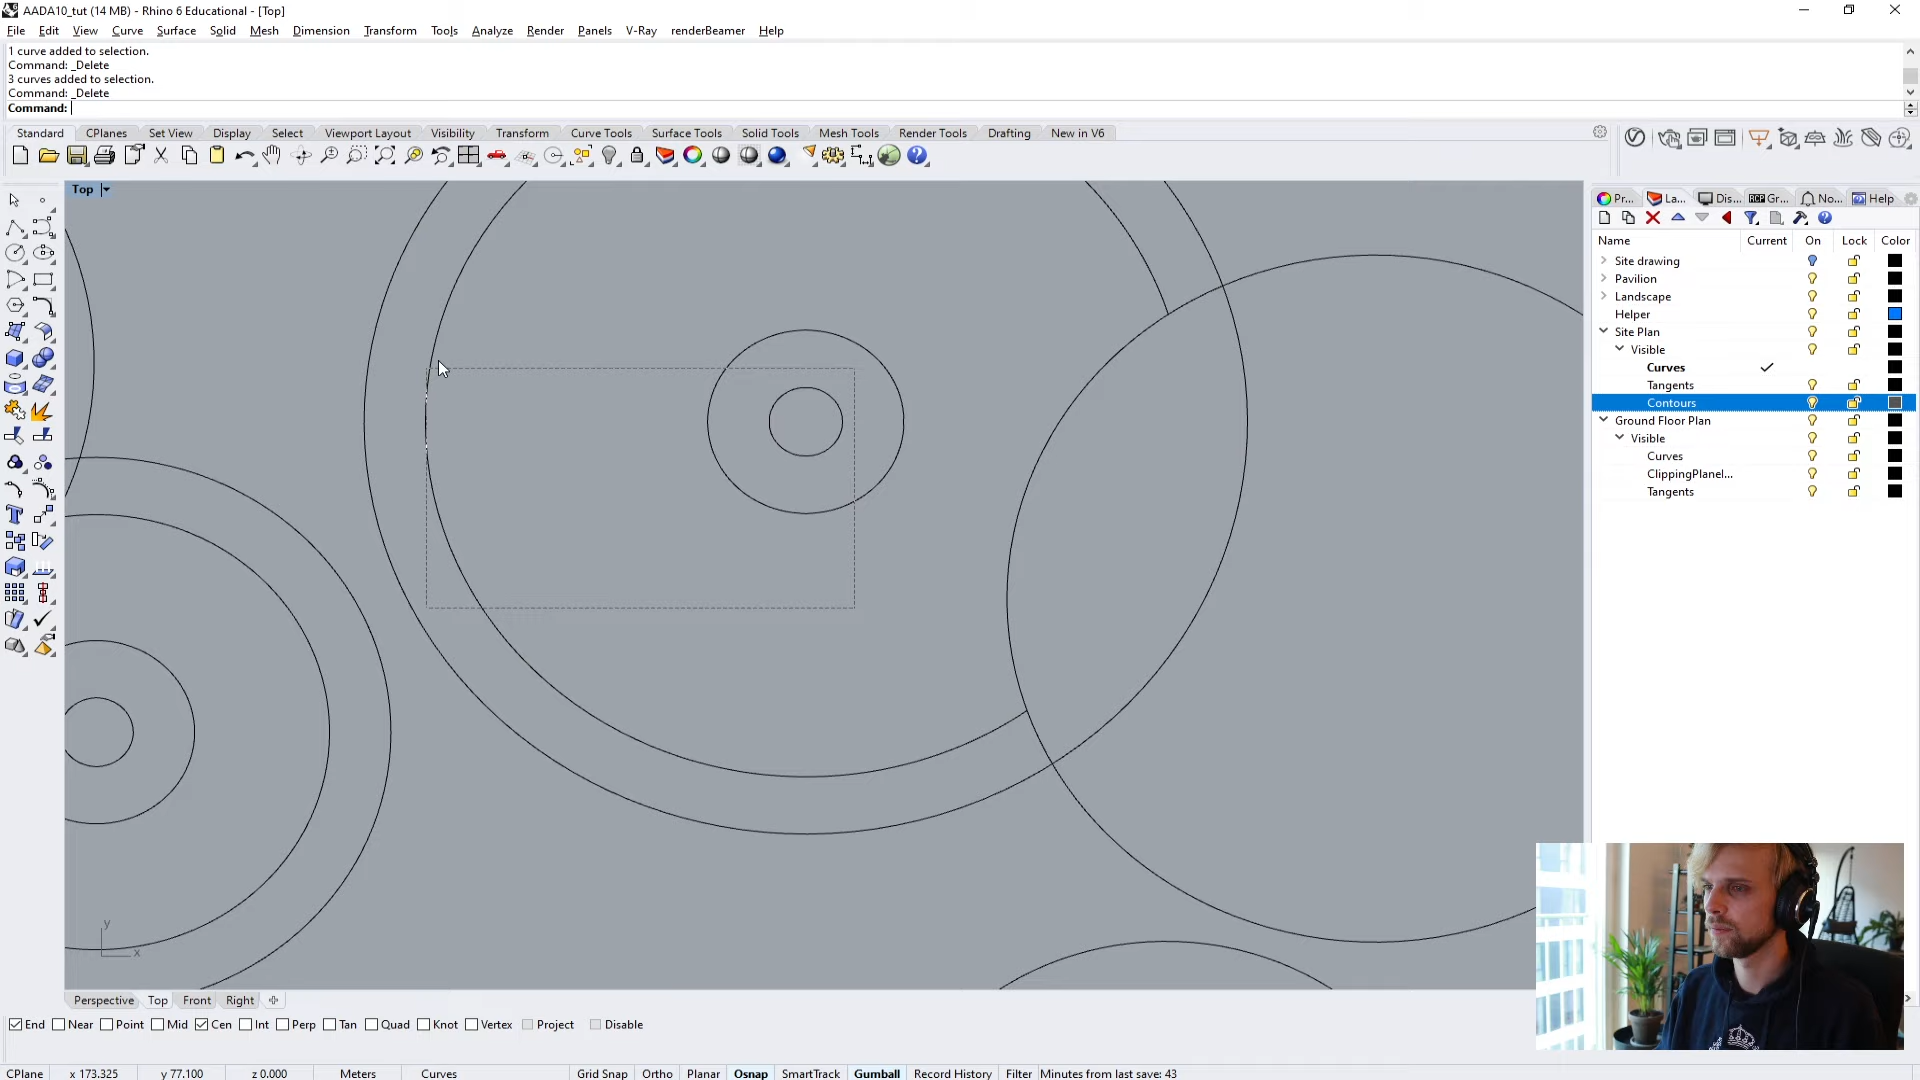 AADA10_tut (14 MB) - Rhino 6 Educational - [Top]
File Edit View Curve Surface Solid Mesh Dimension Transform Tools Analyze Render Panels V-Ray renderBeamer Help
1 curve added to selection.
Command: _Delete
3 curves added to selection.
Command: _Delete
Command:
Standard CPlanes Set View Display Select Viewport Layout Visibility Transform Curve Tools Surface Tools Solid Tools Mesh Tools Render Tools Drafting New in V6
Top
Pr... La... Dis... RCP Gr... No... Help
Name Current On Lock Color
Site drawing
Pavilion
Landscape
Helper
Site Plan
Visible
Curves
Tangents
Contours
Ground Floor Plan
Visible
Curves
ClippingPlaneI...
Tangents
y
x
Perspective Top Front Right
End Near Point Mid Cen Int Perp Tan Quad Knot Vertex Project Disable
CPlane x 173.325 y 77.100 z 0.000 Meters Curves Grid Snap Ortho Planar Osnap SmartTrack Gumball Record History Filter Minutes from last save: 43